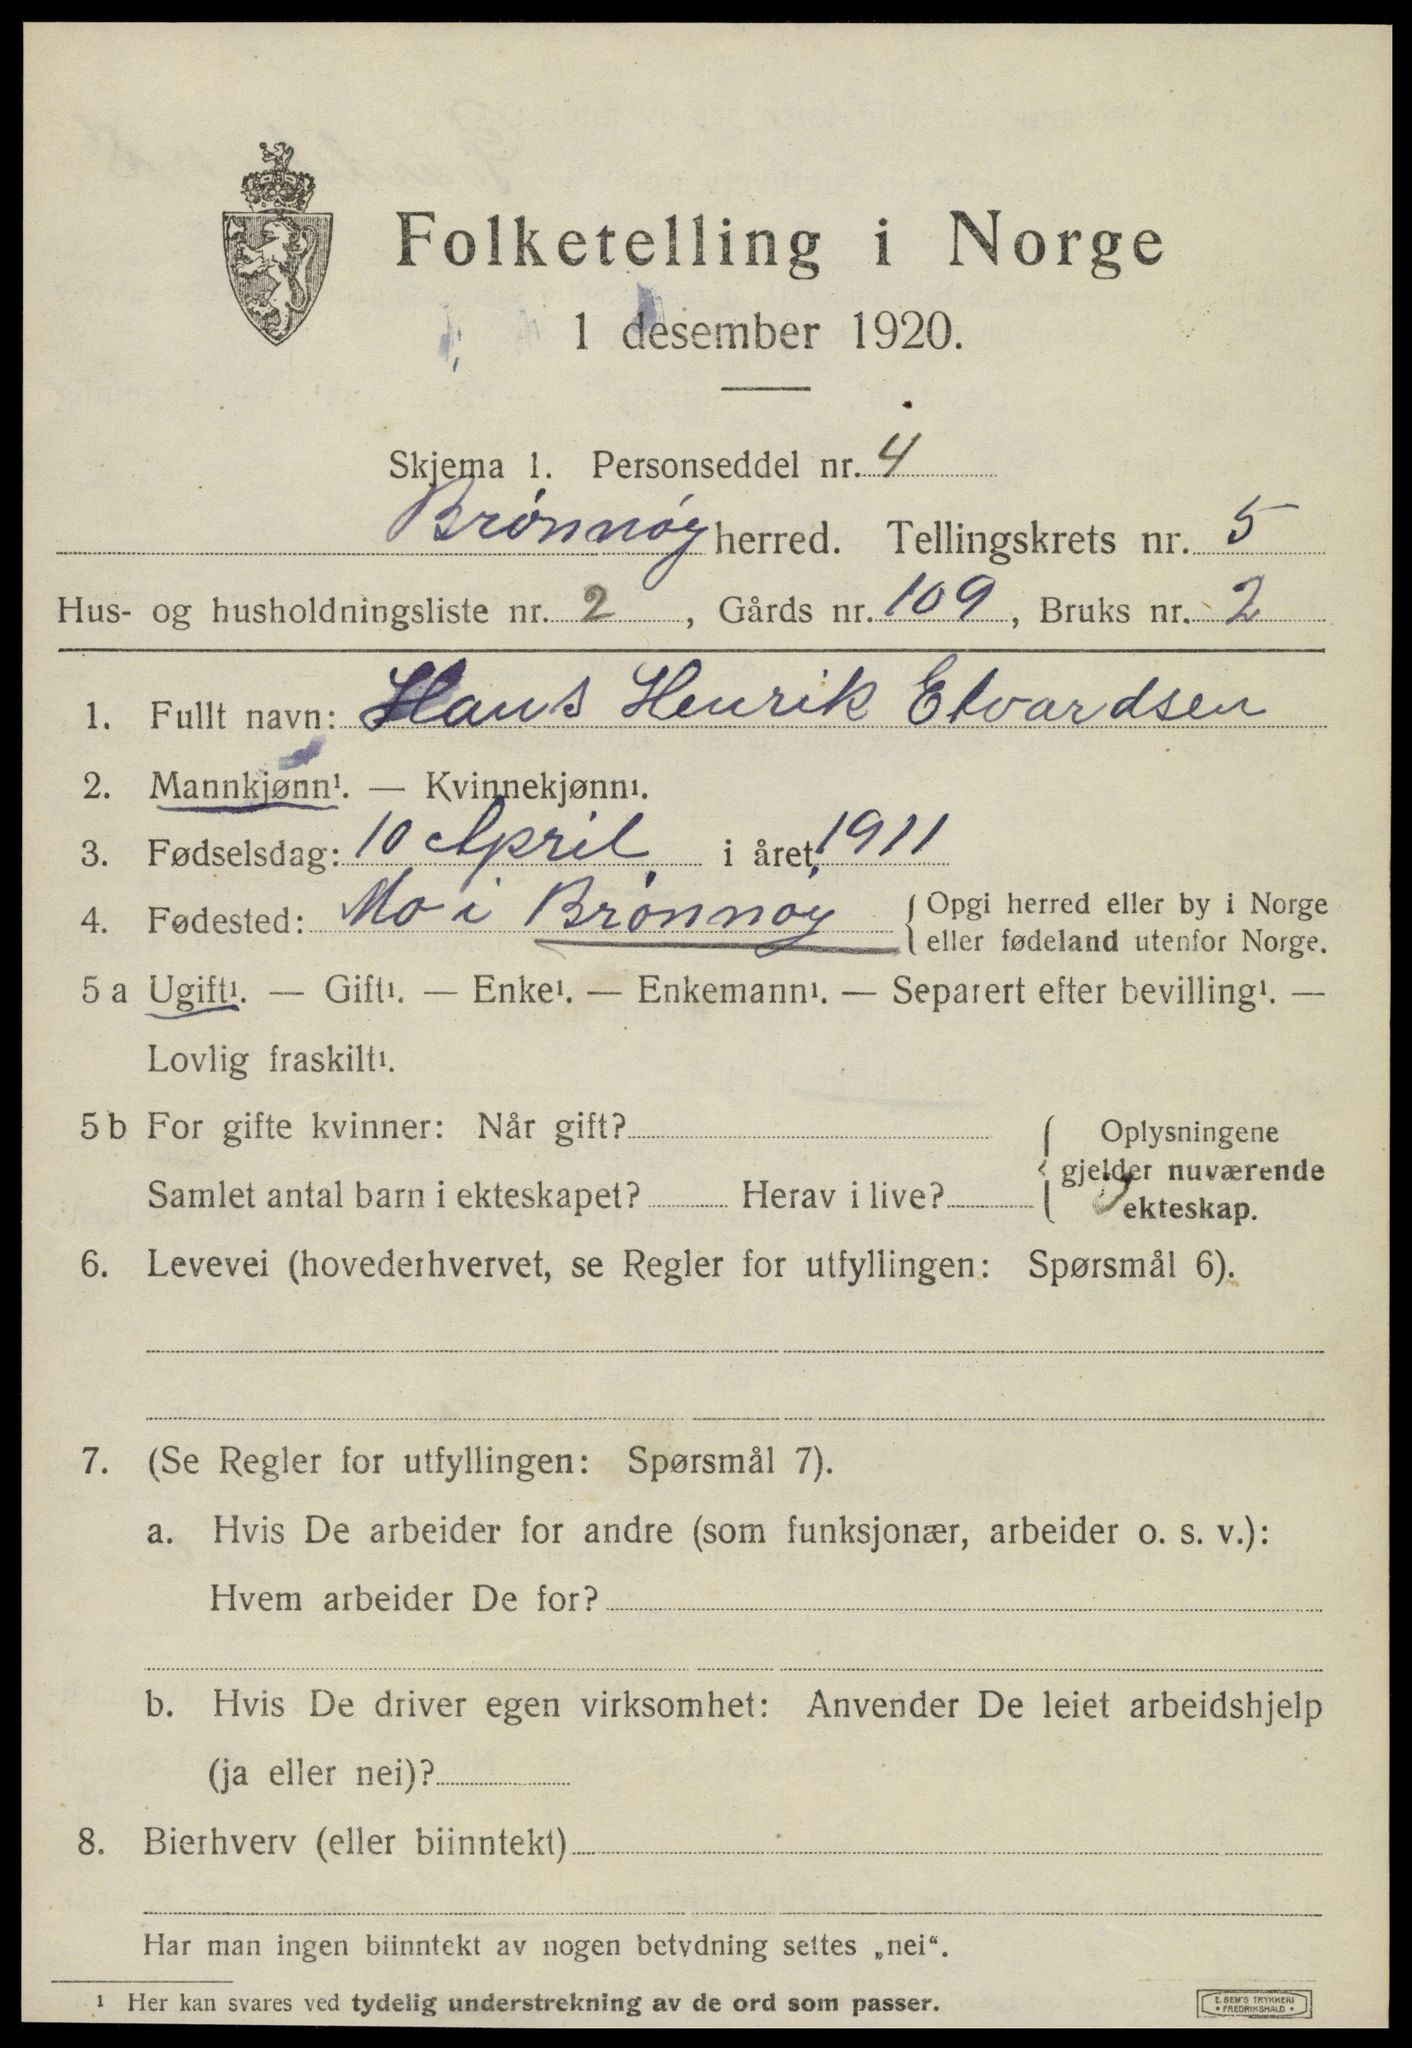 Folketelling i Norge
1 desember 1920.
Skjema 1. Personseddel nr. 4
Brønnøy herred. Tellingskrets nr. 5
Hus- og husholdningsliste nr. 2, Gårds nr. 109, Bruks nr. 2
1. Fullt navn: Hans Henrik Edvardsen
2. Mannkjønn¹. — Kvinnekjønn¹.
3. Fødselsdag: 10 April i året 1911
4. Fødested: Mo i Brønnøy { Opgi herred eller by i Norge
eller fødeland utenfor Norge.
5 a Ugift¹. — Gift¹. — Enke¹. — Enkemann¹. — Separert efter bevilling¹. —
Lovlig fraskilt¹.
5 b For gifte kvinner: Når gift?
Samlet antal barn i ekteskapet? Herav i live?
{ Oplysningene
gjelder nuværende
ekteskap.
6. Levevei (hovederhvervet, se Regler for utfyllingen: Spørsmål 6).
7. (Se Regler for utfyllingen: Spørsmål 7).
a. Hvis De arbeider for andre (som funksjonær, arbeider o. s. v.):
Hvem arbeider De for?
b. Hvis De driver egen virksomhet: Anvender De leiet arbeidshjelp
(ja eller nei)?
8. Bierhverv (eller biinntekt)
Har man ingen biinntekt av nogen betydning settes „nei“.
¹ Her kan svares ved tydelig understrekning av de ord som passer.
E. SEM'S TRYKKERI
• FREDRIKSHALD •